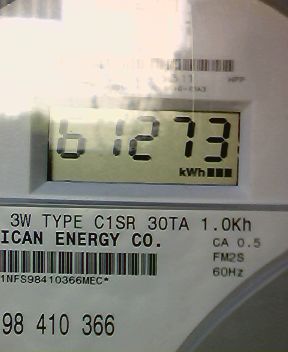 61273
kWh
3W TYPE C1SR 30TA 1.0Kh
ICAN ENERGY CO.
CA 0.5
FM2S
60Hz
1NFS98410366MEC*
98 410 366